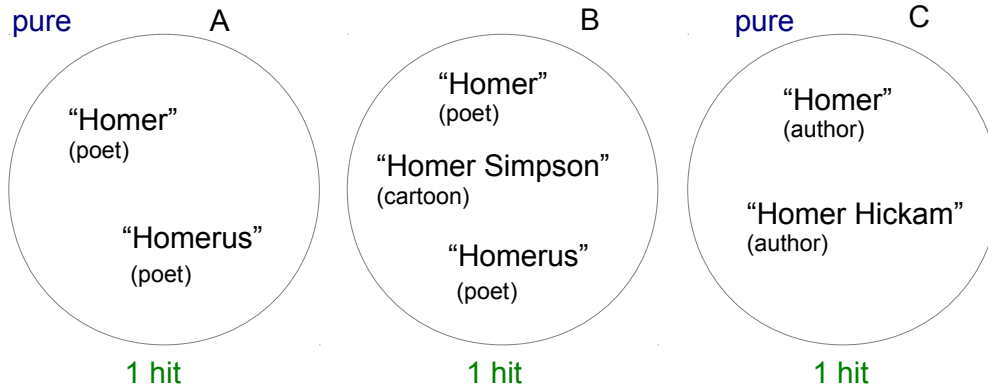 pure
A
“Homer”
(poet)
“Homerus”
(poet)
1 hit
B
“Homer”
(poet)
“Homer Simpson”
(cartoon)
“Homerus”
(poet)
1 hit
pure
C
“Homer”
(author)
“Homer Hickam”
(author)
1 hit